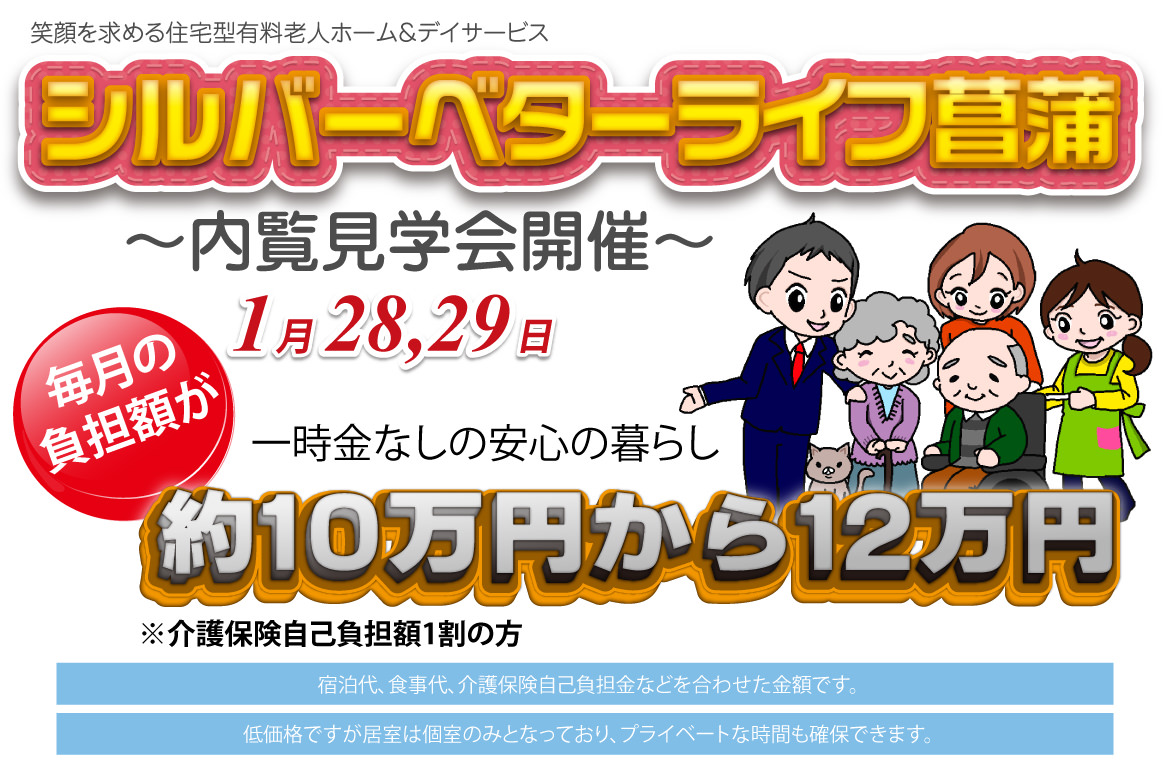 笑顔を求める住宅型有料老人ホーム&デイサービス
シルバーベターライフ菖蒲
～内覧見学会開催～
1月28,29日
毎月の
負担額が
一時金なしの安心の暮らし
約10万円から12万円
※介護保険自己負担額1割の方
宿泊代、食事代、介護保険自己負担金などを合わせた金額です。
低価格ですが居室は個室のみとなっており、プライベートな時間も確保できます。